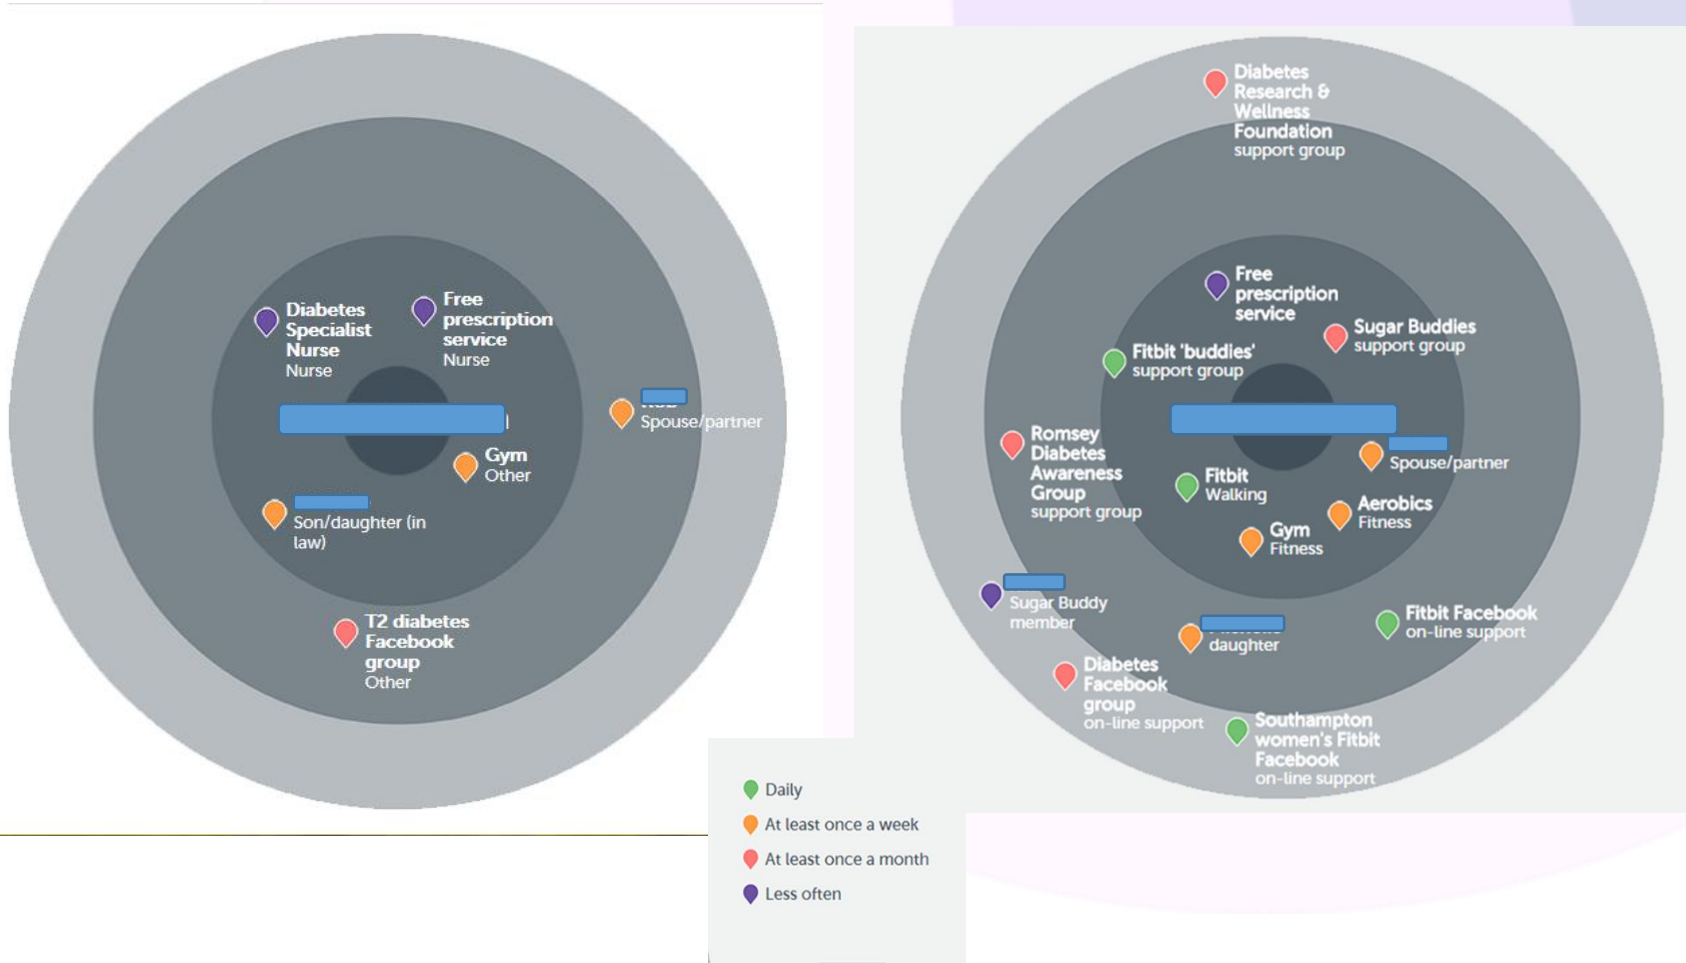 Diabetes
Specialist
Nurse
Nurse
Free
prescription
service
Nurse
Spouse/partner
Gym
Other
Son/daughter (in
law)
T2 diabetes
Facebook
group
Other
Diabetes
Research &
Wellness
Foundation
support group
Free
prescription
service
Sugar Buddies
support group
Fitbit 'buddies'
support group
Romsey
Diabetes
Awareness
Group
support group
Spouse/partner
Fitbit
Walking
Aerobics
Fitness
Gym
Fitness
Sugar Buddy
member
daughter
Fitbit Facebook
on-line support
Diabetes
Facebook
group
on-line support
Southampton
women's Fitbit
Facebook
on-line support
Daily
At least once a week
At least once a month
Less often